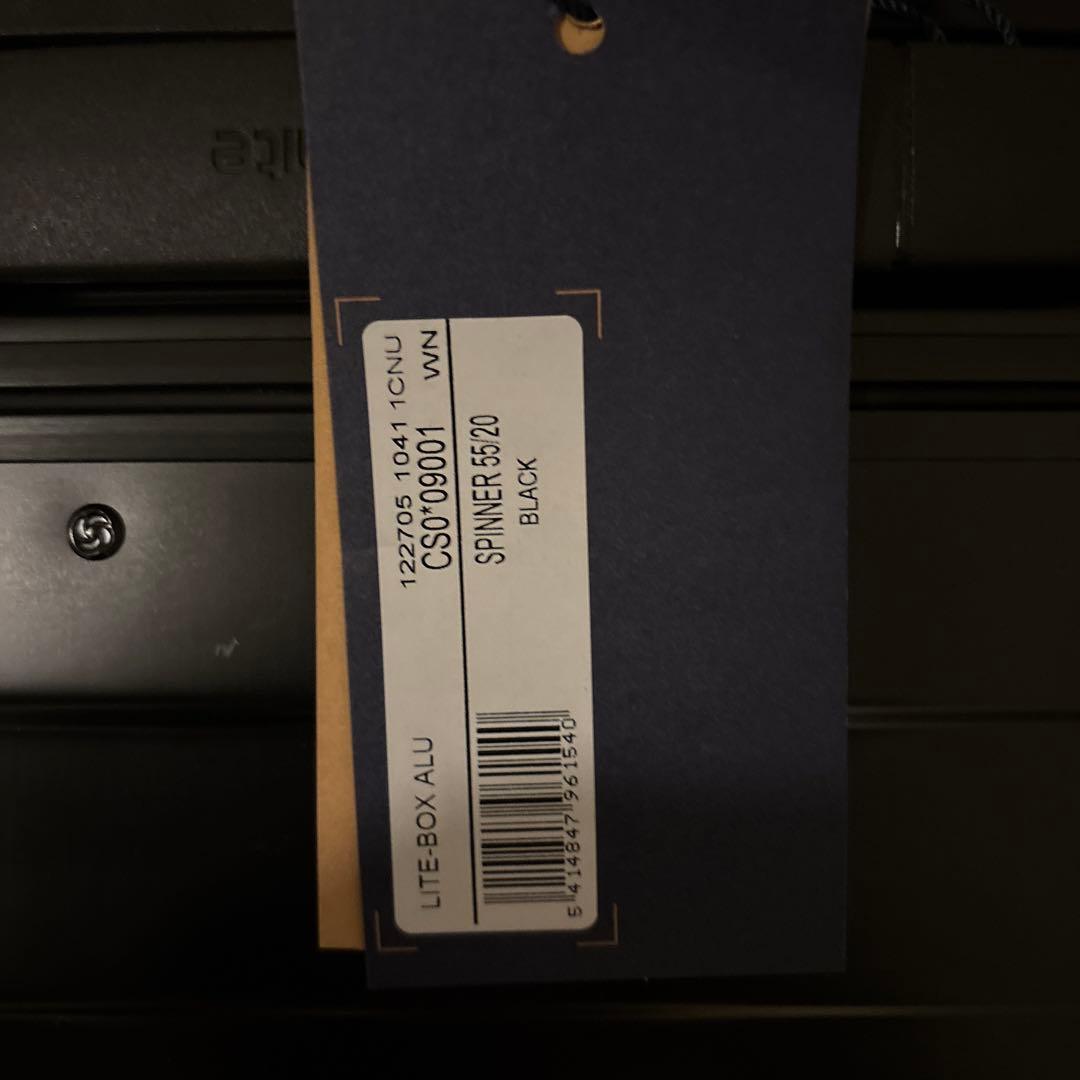 LITE-BOX ALU 122705 1041 1CNU
CS0*09001 WN
SPINNER 55/20
BLACK
5 414847 961540